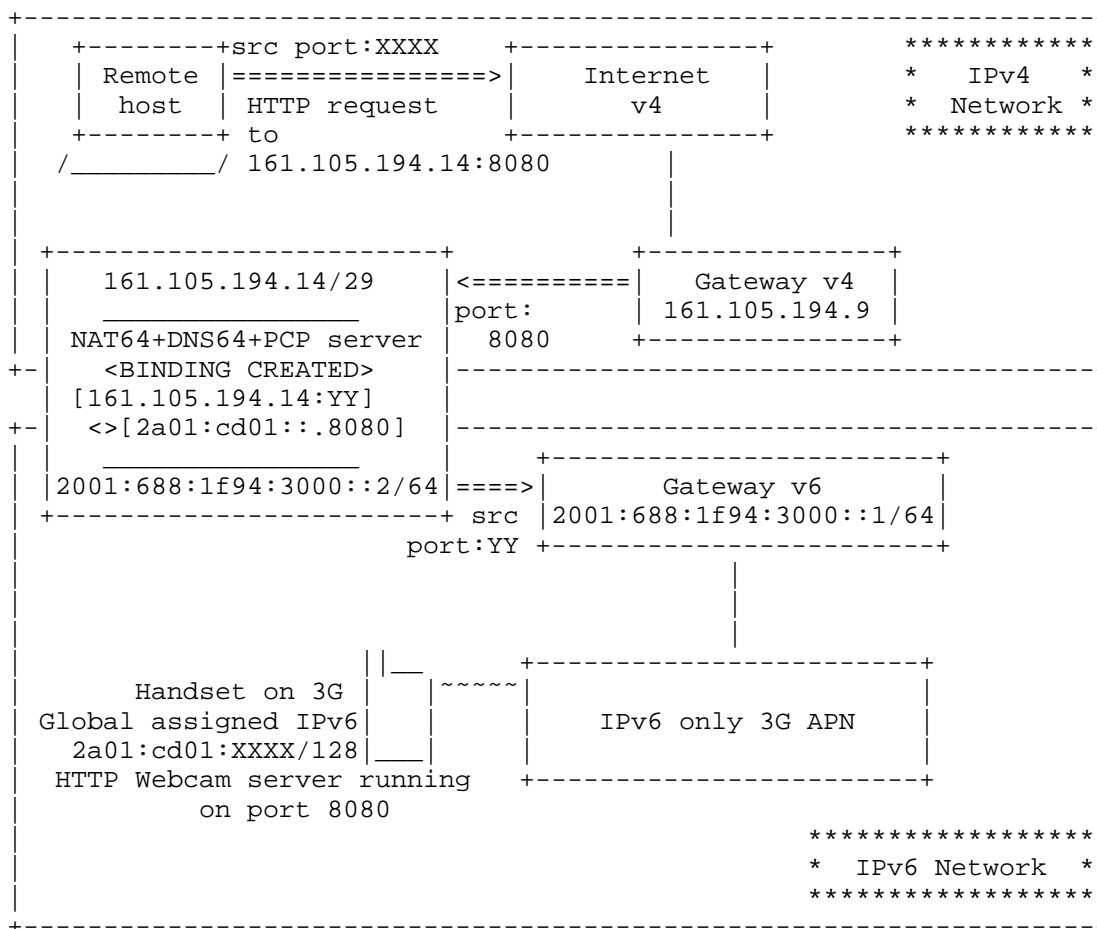 src port:XXXX
************
Remote ================> Internet * IPv4 *
host HTTP request v4 * Network *
to ************
/_________/ 161.105.194.14:8080
161.105.194.14/29 <========== Gateway v4
port: 161.105.194.9
NAT64+DNS64+PCP server 8080
<BINDING CREATED>
[161.105.194.14:YY]
<>[2a01:cd01::.8080]
2001:688:1f94:3000::2/64 ====> Gateway v6
src 2001:688:1f94:3000::1/64
port:YY
Handset on 3G ~~~~~
Global assigned IPv6 IPv6 only 3G APN
2a01:cd01:XXXX/128
HTTP Webcam server running
on port 8080
******************
* IPv6 Network *
******************